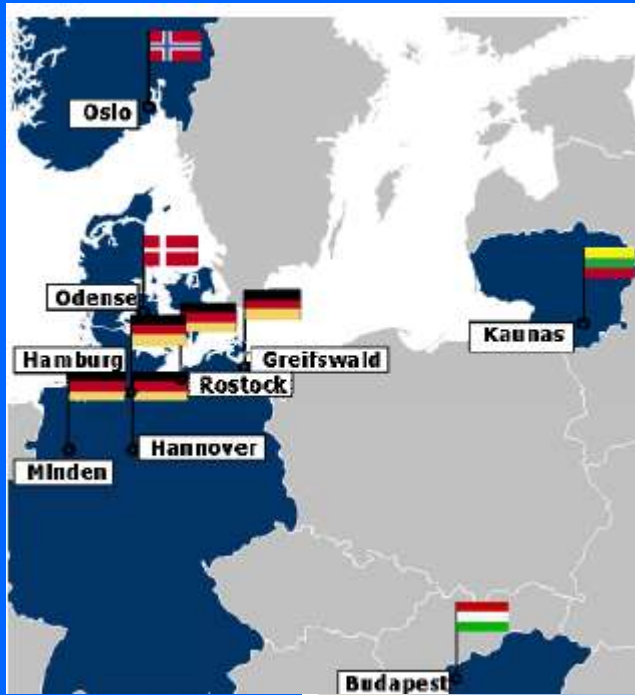 Oslo
Odense
Kaunas
Hamburg
Greifswald
Rostock
Hannover
Minden
Budapest